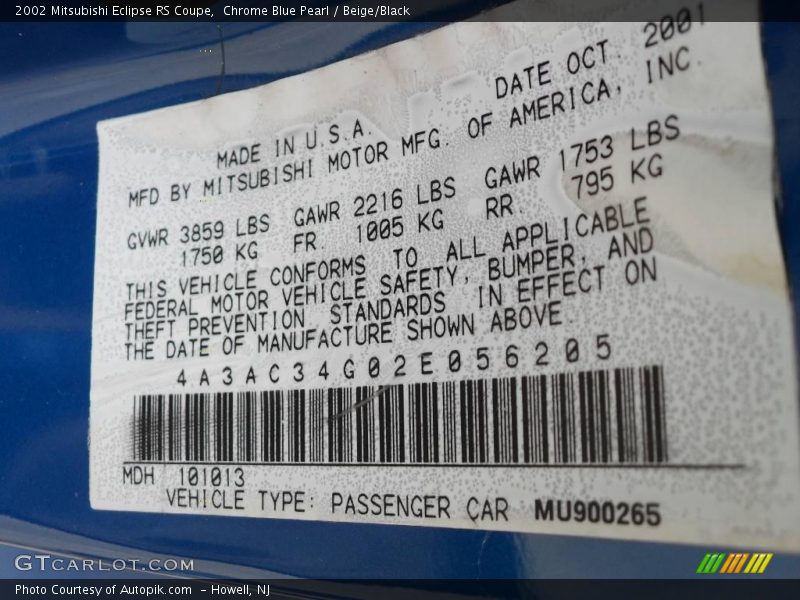 2002 Mitsubishi Eclipse RS Coupe,  Chrome Blue Pearl / Beige/Black
MADE IN U.S.A. DATE OCT. 2001
MFD BY MITSUBISHI MOTOR MFG. OF AMERICA, INC.
GVWR 3859 LBS GAWR 2216 LBS GAWR 1753 LBS
1750 KG FR. 1005 KG RR. 795 KG
THIS VEHICLE CONFORMS TO ALL APPLICABLE
FEDERAL MOTOR VEHICLE SAFETY, BUMPER, AND
THEFT PREVENTION STANDARDS IN EFFECT ON
THE DATE OF MANUFACTURE SHOWN ABOVE
4A3AC34G02E056205
MDH 101013
VEHICLE TYPE: PASSENGER CAR MU900265
GTCARLOT.COM
Photo Courtesy of Autopik.com  - Howell, NJ